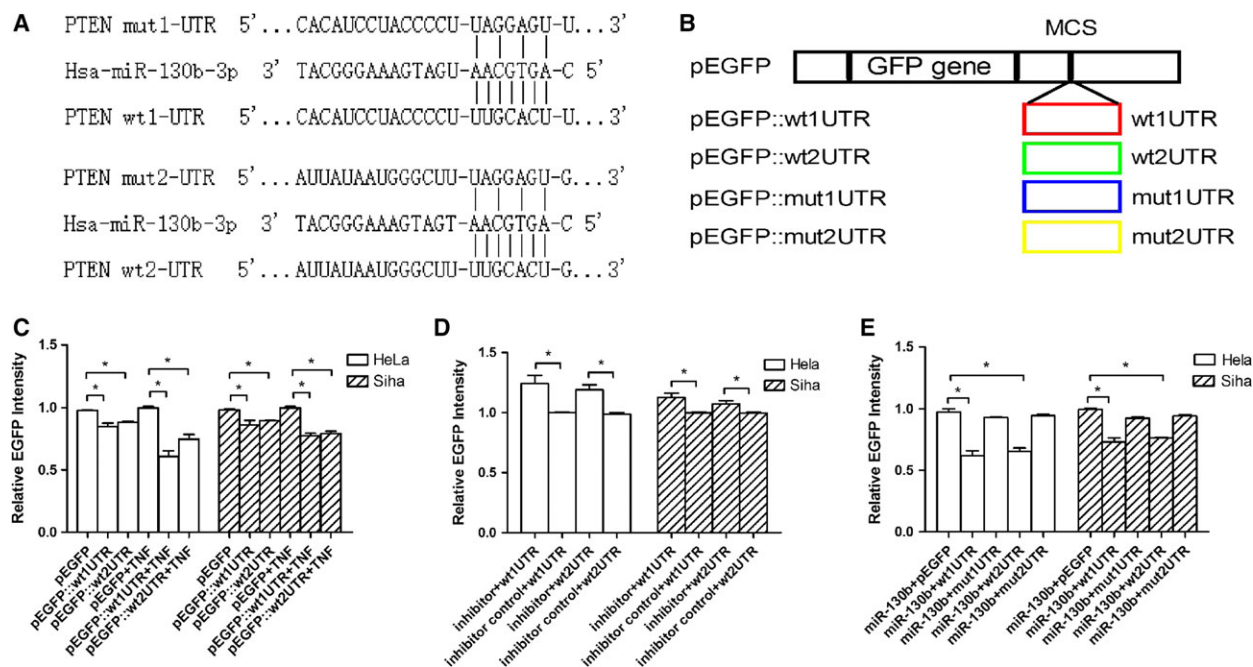 A
PTEN mut1-UTR 5'...CACAUCCUACCCCU-UAGGAGU-U...3'
Hsa-miR-130b-3p 3' TACGGGAAAGTAGU-AACGTGA-C 5'
PTEN wt1-UTR 5'...CACAUCCUACCCCU-UUGCACU-U...3'
PTEN mut2-UTR 5'...AUUAUAAUGGGCUU-UAGGAGU-G...3'
Hsa-miR-130b-3p 3' TACGGGAAAGTAGT-AACGTGA-C 5'
PTEN wt2-UTR 5'...AUUAUAAUGGGCUU-UUGCACU-G...3'
B
MCS
pEGFP GFP gene
pEGFP::wt1UTR wt1UTR
pEGFP::wt2UTR wt2UTR
pEGFP::mut1UTR mut1UTR
pEGFP::mut2UTR mut2UTR
C
Relative EGFP Intensity
1.5
1.0
0.5
0.0
HeLa
Siha
* * * * * * * *
pEGFP
pEGFP::wt1UTR
pEGFP::wt2UTR
pEGFP+TNF
pEGFP::wt1UTR+TNF
pEGFP::wt2UTR+TNF
pEGFP
pEGFP::wt1UTR
pEGFP::wt2UTR
pEGFP+TNF
pEGFP::wt1UTR+TNF
pEGFP::wt2UTR+TNF
D
Relative EGFP Intensity
1.5
1.0
0.5
0.0
Hela
Siha
* * * *
inhibitor+wt1UTR
inhibitor control+wt1UTR
inhibitor+wt2UTR
inhibitor control+wt2UTR
inhibitor+wt1UTR
inhibitor control+wt1UTR
inhibitor+wt2UTR
inhibitor control+wt2UTR
E
Relative EGFP Intensity
1.5
1.0
0.5
0.0
Hela
Siha
* * * *
miR-130b+pEGFP
miR-130b+wt1UTR
miR-130b+mut1UTR
miR-130b+wt2UTR
miR-130b+mut2UTR
miR-130b+pEGFP
miR-130b+wt1UTR
miR-130b+mut1UTR
miR-130b+wt2UTR
miR-130b+mut2UTR